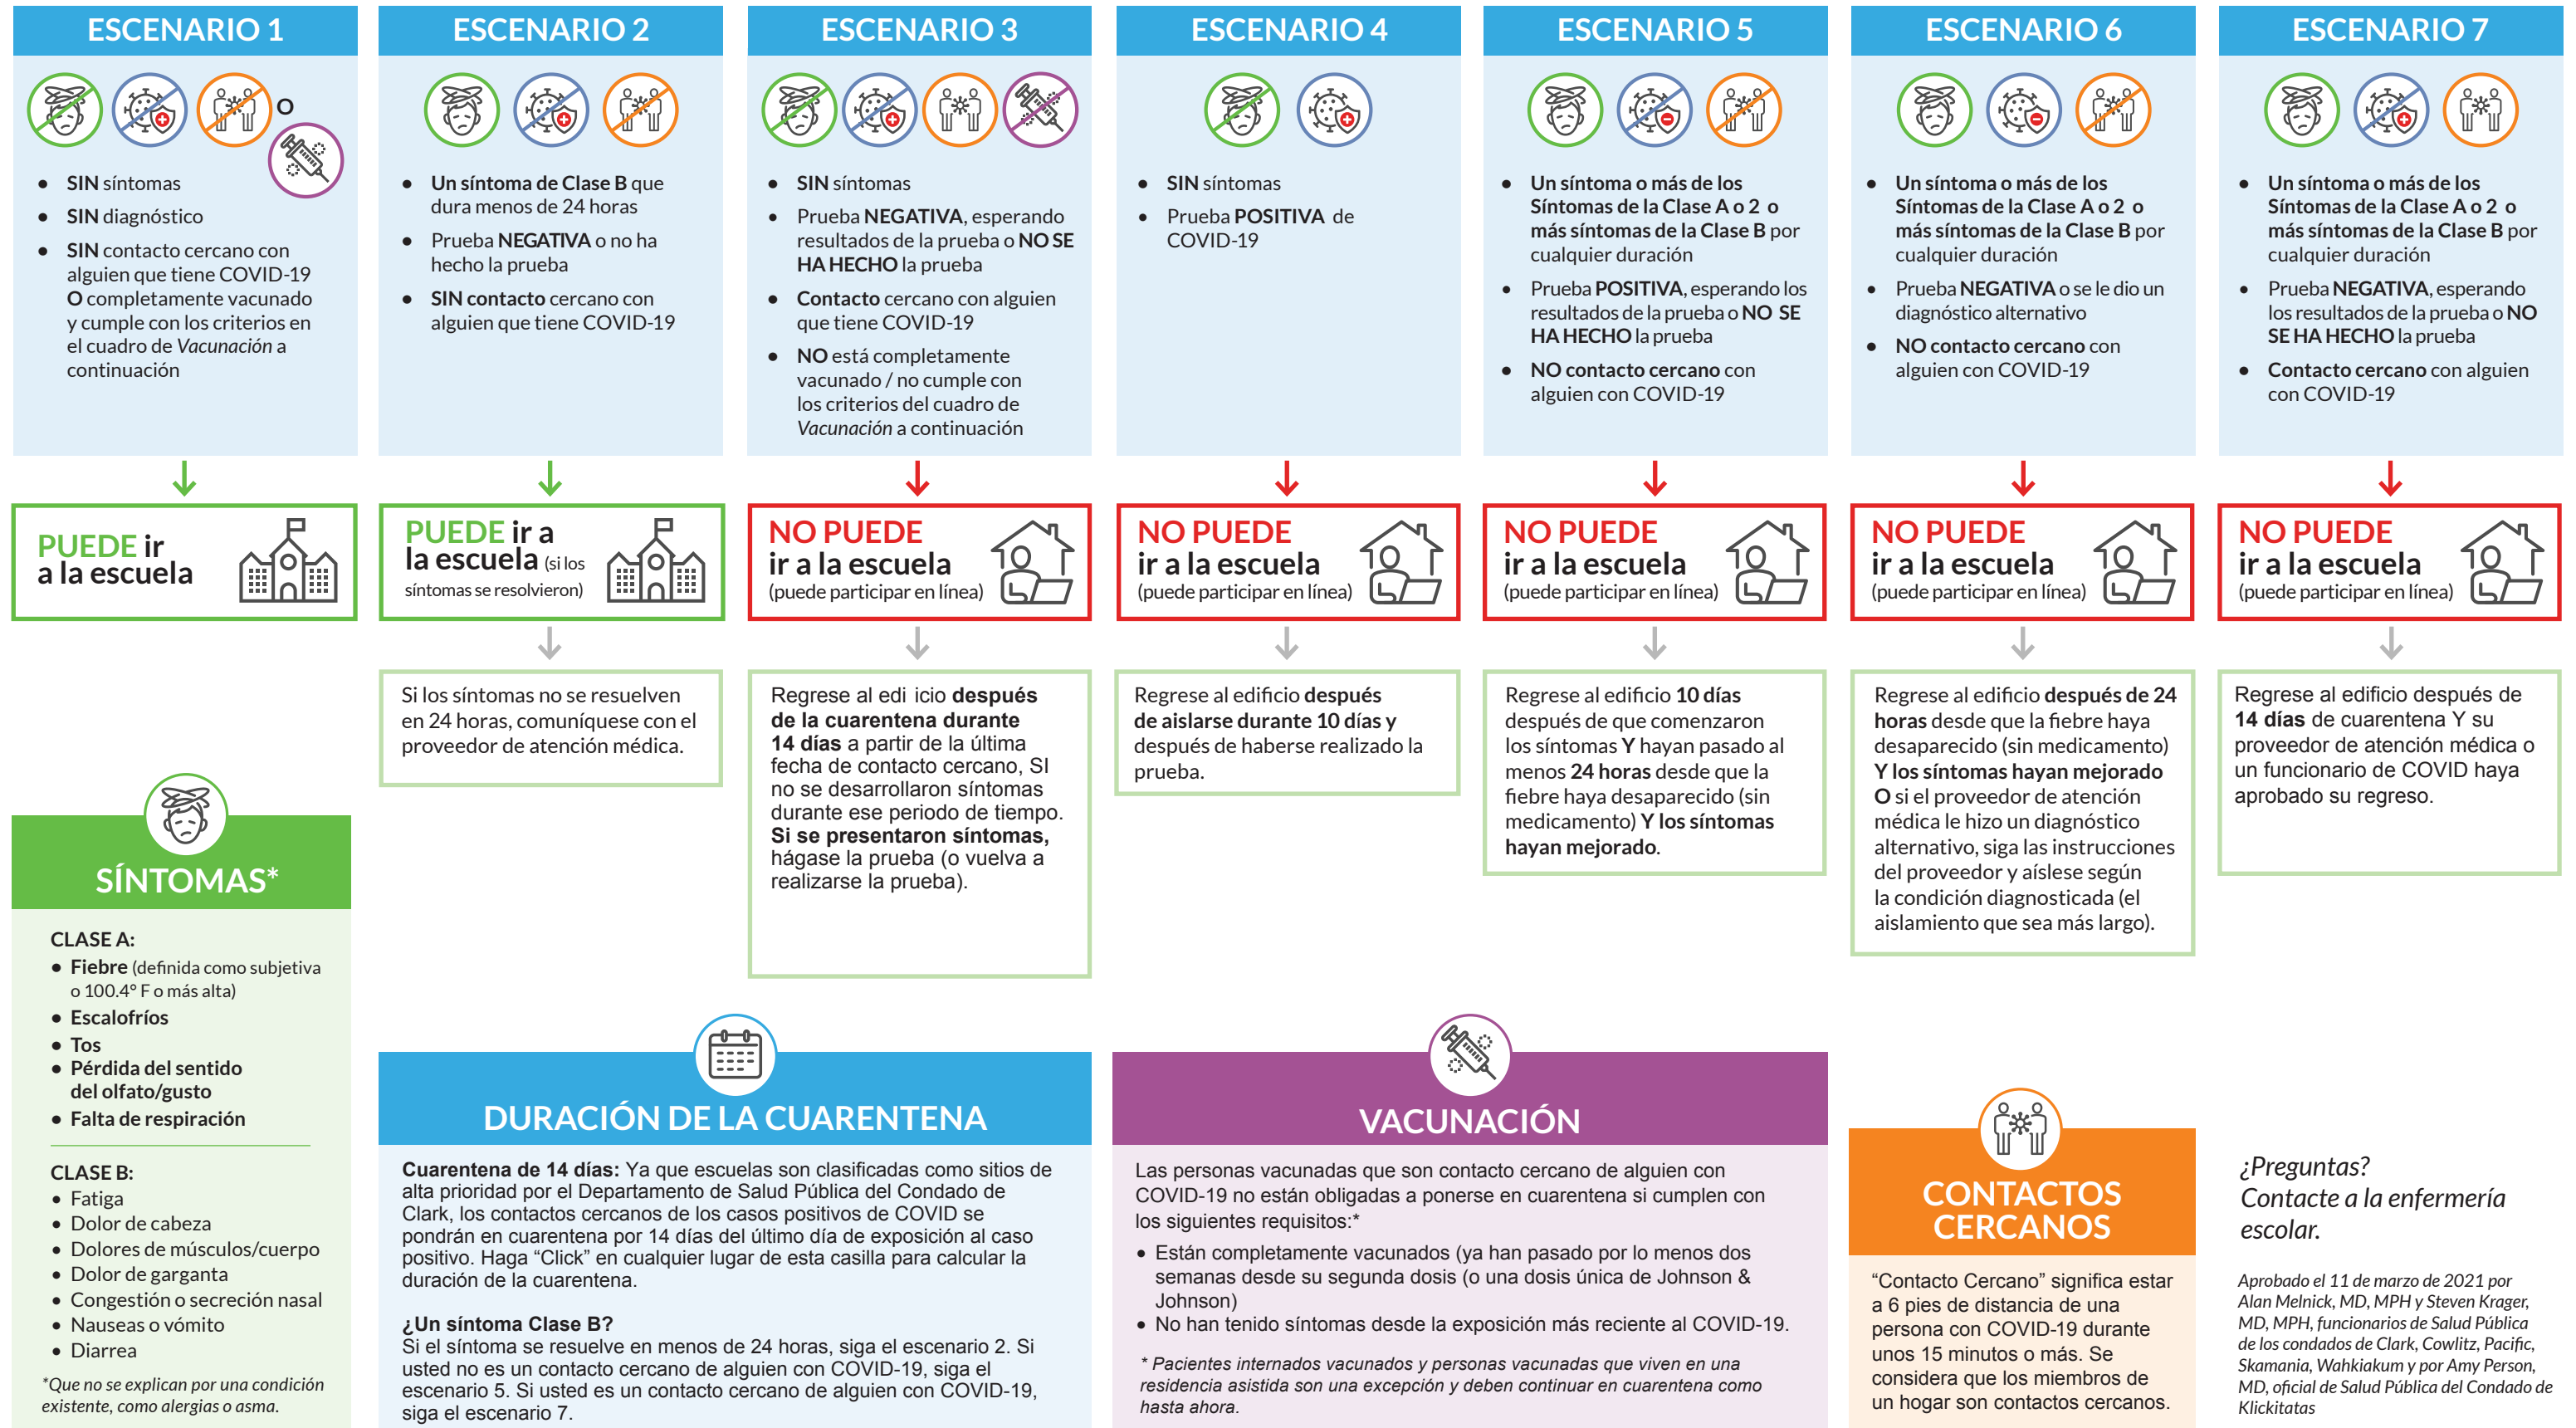 ESCENARIO 1
O
● SIN síntomas
● SIN diagnóstico
● SIN contacto cercano con
alguien que tiene COVID-19
O completamente vacunado
y cumple con los criterios en
el cuadro de Vacunación a
continuación
PUEDE ir
a la escuela
ESCENARIO 2
● Un síntoma de Clase B que
dura menos de 24 horas
● Prueba NEGATIVA o no ha
hecho la prueba
● SIN contacto cercano con
alguien que tiene COVID-19
PUEDE ir a
la escuela (si los
síntomas se resolvieron)
Si los síntomas no se resuelven
en 24 horas, comuníquese con el
proveedor de atención médica.
ESCENARIO 3
● SIN síntomas
● Prueba NEGATIVA, esperando
resultados de la prueba o NO SE
HA HECHO la prueba
● Contacto cercano con alguien
que tiene COVID-19
● NO está completamente
vacunado / no cumple con
los criterios del cuadro de
Vacunación a continuación
NO PUEDE
ir a la escuela
(puede participar en línea)
Regrese al edi icio después
de la cuarentena durante
14 días a partir de la última
fecha de contacto cercano, SI
no se desarrollaron síntomas
durante ese periodo de tiempo.
Si se presentaron síntomas,
hágase la prueba (o vuelva a
realizarse la prueba).
ESCENARIO 4
● SIN síntomas
● Prueba POSITIVA de
COVID-19
NO PUEDE
ir a la escuela
(puede participar en línea)
Regrese al edificio después
de aislarse durante 10 días y
después de haberse realizado la
prueba.
ESCENARIO 5
● Un síntoma o más de los
Síntomas de la Clase A o 2 o
más síntomas de la Clase B por
cualquier duración
● Prueba POSITIVA, esperando los
resultados de la prueba o NO SE
HA HECHO la prueba
● NO contacto cercano con
alguien con COVID-19
NO PUEDE
ir a la escuela
(puede participar en línea)
Regrese al edificio 10 días
después de que comenzaron
los síntomas Y hayan pasado al
menos 24 horas desde que la
fiebre haya desaparecido (sin
medicamento) Y los síntomas
hayan mejorado.
ESCENARIO 6
● Un síntoma o más de los
Síntomas de la Clase A o 2 o
más síntomas de la Clase B por
cualquier duración
● Prueba NEGATIVA o se le dio un
diagnóstico alternativo
● NO contacto cercano con
alguien con COVID-19
NO PUEDE
ir a la escuela
(puede participar en línea)
Regrese al edificio después de 24
horas desde que la fiebre haya
desaparecido (sin medicamento)
Y los síntomas hayan mejorado
O si el proveedor de atención
médica le hizo un diagnóstico
alternativo, siga las instrucciones
del proveedor y aíslese según
la condición diagnosticada (el
aislamiento que sea más largo).
ESCENARIO 7
● Un síntoma o más de los
Síntomas de la Clase A o 2 o
más síntomas de la Clase B por
cualquier duración
● Prueba NEGATIVA, esperando
los resultados de la prueba o NO
SE HA HECHO la prueba
● Contacto cercano con alguien
con COVID-19
NO PUEDE
ir a la escuela
(puede participar en línea)
Regrese al edificio después de
14 días de cuarentena Y su
proveedor de atención médica o
un funcionario de COVID haya
aprobado su regreso.
SÍNTOMAS*
CLASE A:
● Fiebre (definida como subjetiva
o 100.4° F o más alta)
● Escalofríos
● Tos
● Pérdida del sentido
del olfato/gusto
● Falta de respiración
CLASE B:
● Fatiga
● Dolor de cabeza
● Dolores de músculos/cuerpo
● Dolor de garganta
● Congestión o secreción nasal
● Nauseas o vómito
● Diarrea
*Que no se explican por una condición
existente, como alergias o asma.
DURACIÓN DE LA CUARENTENA
Cuarentena de 14 días: Ya que escuelas son clasificadas como sitios de
alta prioridad por el Departamento de Salud Pública del Condado de
Clark, los contactos cercanos de los casos positivos de COVID se
pondrán en cuarentena por 14 días del último día de exposición al caso
positivo. Haga “Click” en cualquier lugar de esta casilla para calcular la
duración de la cuarentena.
¿Un síntoma Clase B?
Si el síntoma se resuelve en menos de 24 horas, siga el escenario 2. Si
usted no es un contacto cercano de alguien con COVID-19, siga el
escenario 5. Si usted es un contacto cercano de alguien con COVID-19,
siga el escenario 7.
VACUNACIÓN
Las personas vacunadas que son contacto cercano de alguien con
COVID-19 no están obligadas a ponerse en cuarentena si cumplen con
los siguientes requisitos:*
● Están completamente vacunados (ya han pasado por lo menos dos
semanas desde su segunda dosis (o una dosis única de Johnson &
Johnson)
● No han tenido síntomas desde la exposición más reciente al COVID-19.
* Pacientes internados vacunados y personas vacunadas que viven en una
residencia asistida son una excepción y deben continuar en cuarentena como
hasta ahora.
CONTACTOS
CERCANOS
“Contacto Cercano” significa estar
a 6 pies de distancia de una
persona con COVID-19 durante
unos 15 minutos o más. Se
considera que los miembros de
un hogar son contactos cercanos.
¿Preguntas?
Contacte a la enfermería
escolar.
Aprobado el 11 de marzo de 2021 por
Alan Melnick, MD, MPH y Steven Krager,
MD, MPH, funcionarios de Salud Pública
de los condados de Clark, Cowlitz, Pacific,
Skamania, Wahkiakum y por Amy Person,
MD, oficial de Salud Pública del Condado de
Klickitatas